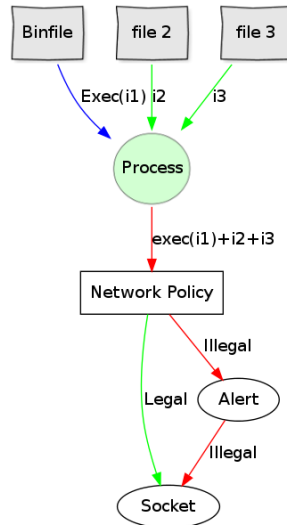 Binfile
file 2
file 3
Exec(i1)
i2
i3
Process
exec(i1)+i2+i3
Network Policy
Illegal
Legal
Alert
Illegal
Socket